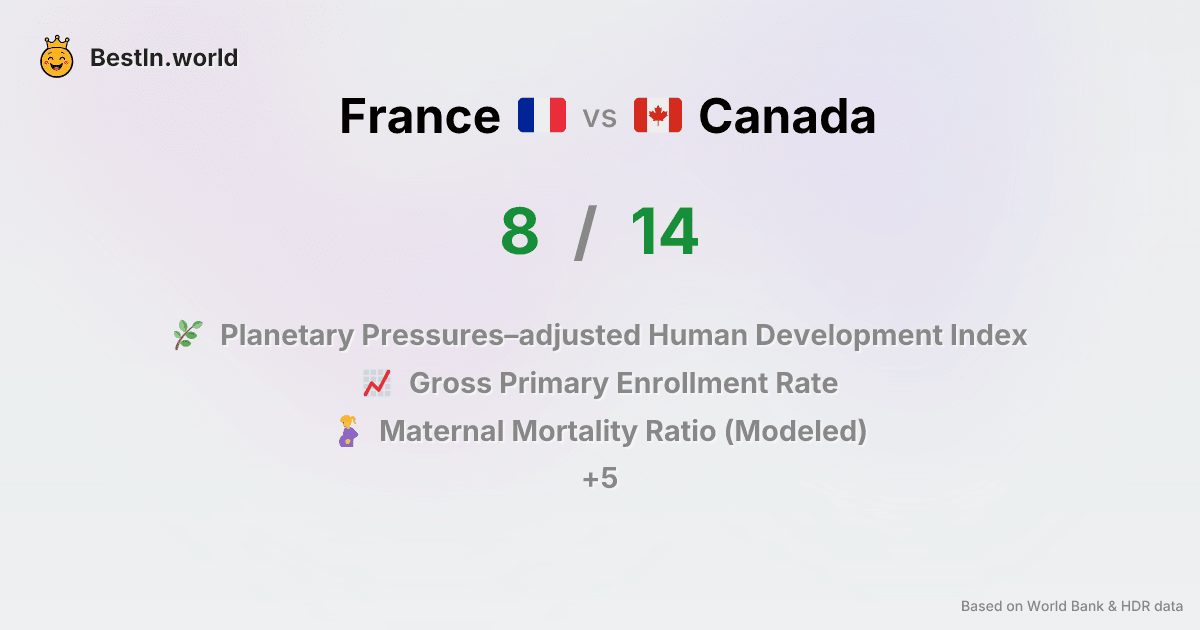 BestIn.world
France vs Canada
8 / 14
Planetary Pressures–adjusted Human Development Index
Gross Primary Enrollment Rate
Maternal Mortality Ratio (Modeled)
+5
Based on World Bank & HDR data